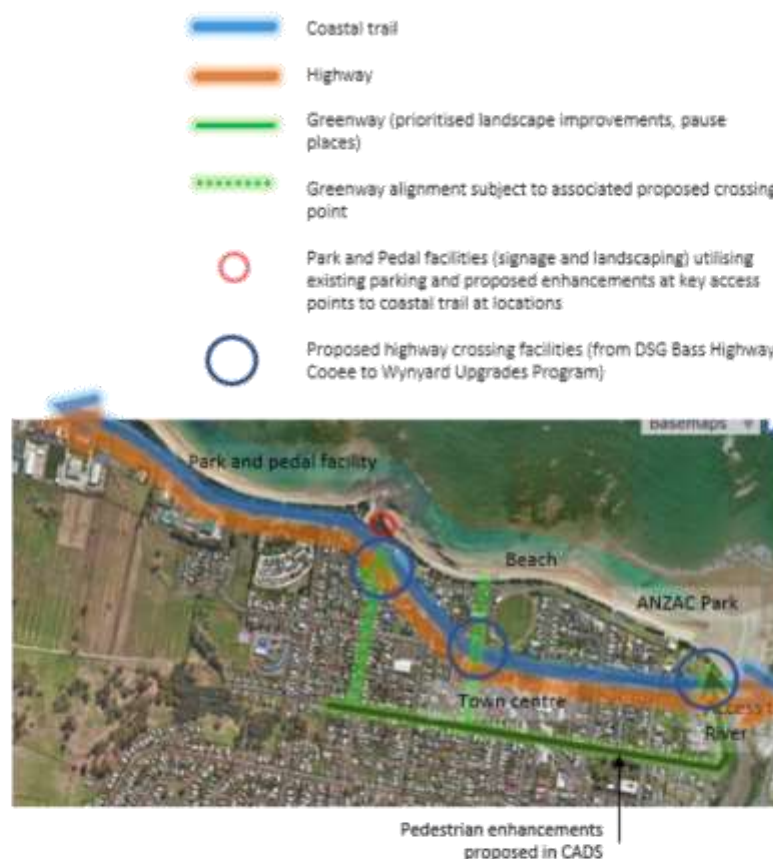 Coastal trail
Highway
Greenway (prioritised landscape improvements, pause
places)
Greenway alignment subject to associated proposed crossing
point
Park and Pedal facilities (signage and landscaping) utilising
existing parking and proposed enhancements at key access
points to coastal trail at locations
Proposed highway crossing facilities (from DSG Bass Highway
Cooee to Wynyard Upgrades Program)
Basemaps
Park and pedal facility
Beach
ANZAC Park
Town centre
Access t
River
Pedestrian enhancements
proposed in CADS